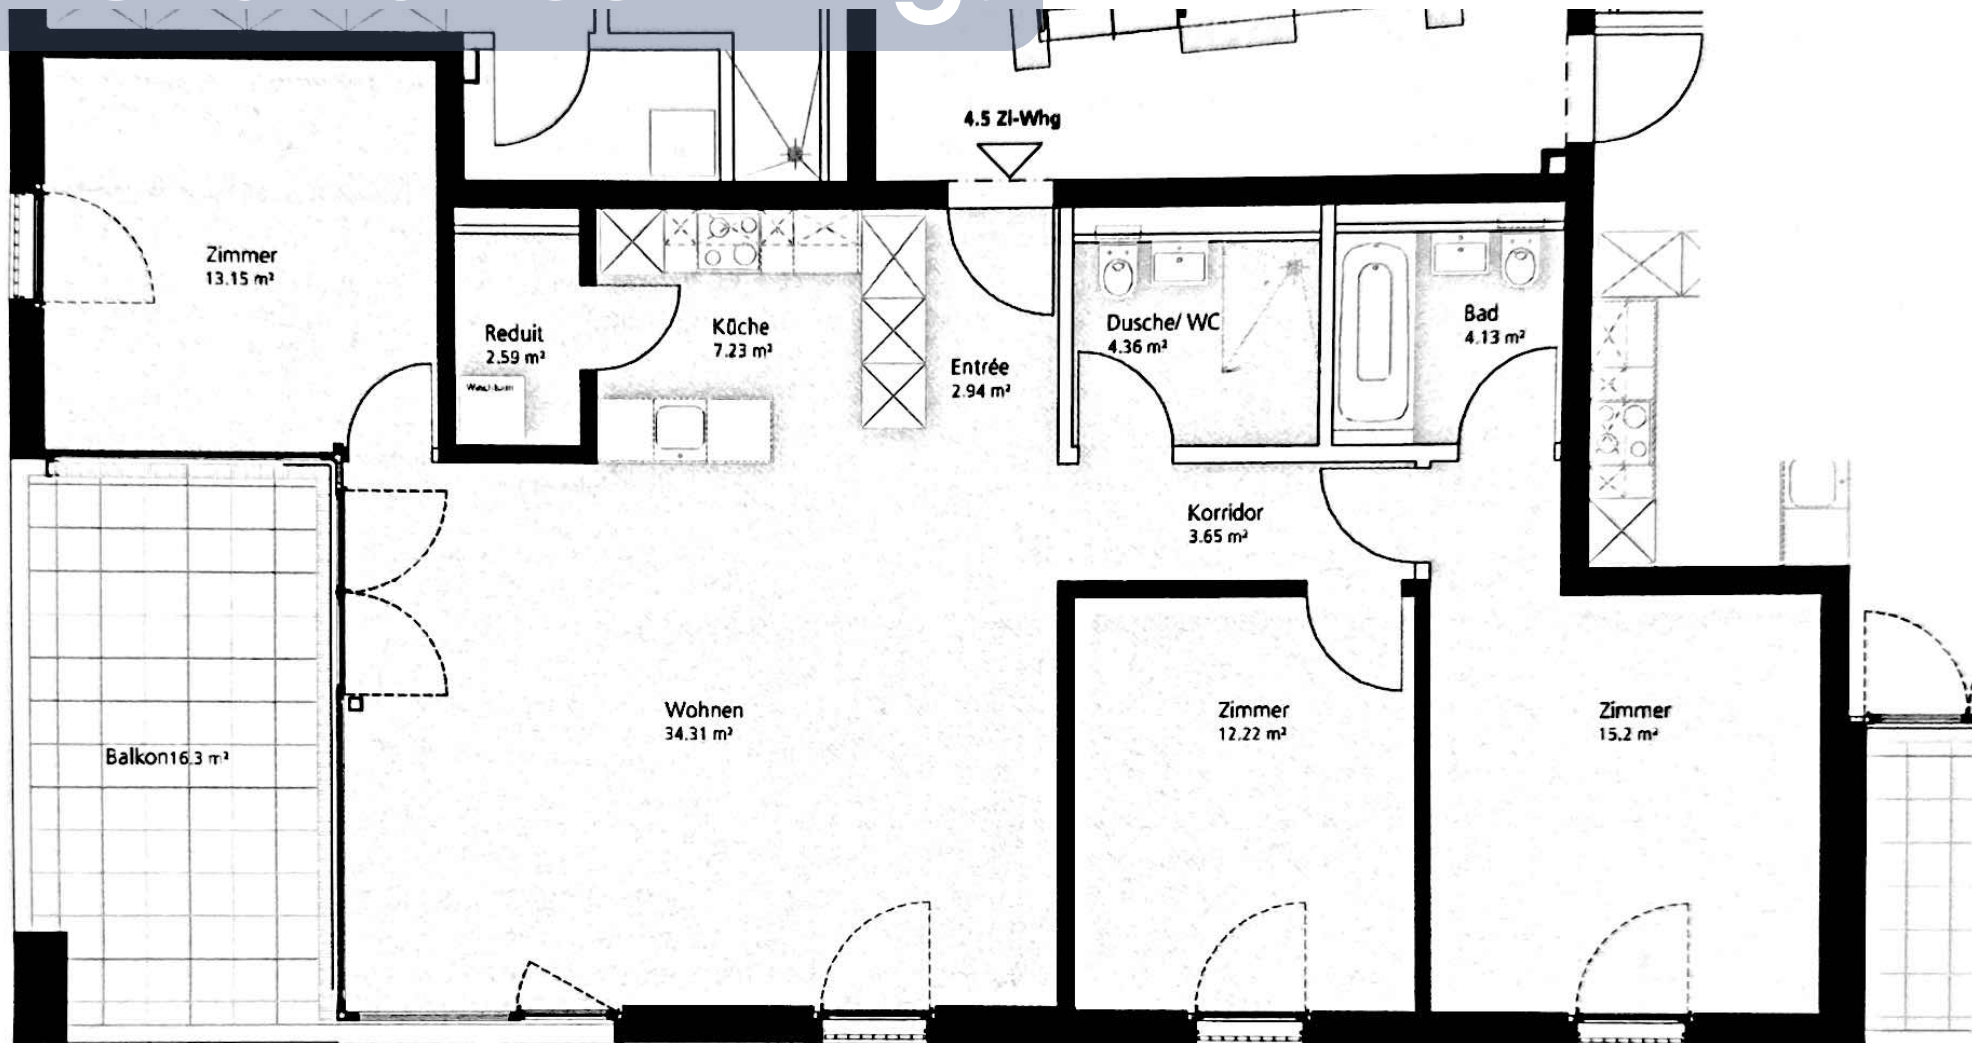 4.5 Zi-Whg
Zimmer
13.15 m²
Reduit
2.59 m²
Küche
7.23 m²
Entrée
2.94 m²
Dusche/ WC
4.36 m²
Bad
4.13 m²
Korridor
3.65 m²
Balkon16.3 m²
Wohnen
34.31 m²
Zimmer
12.22 m²
Zimmer
15.2 m²